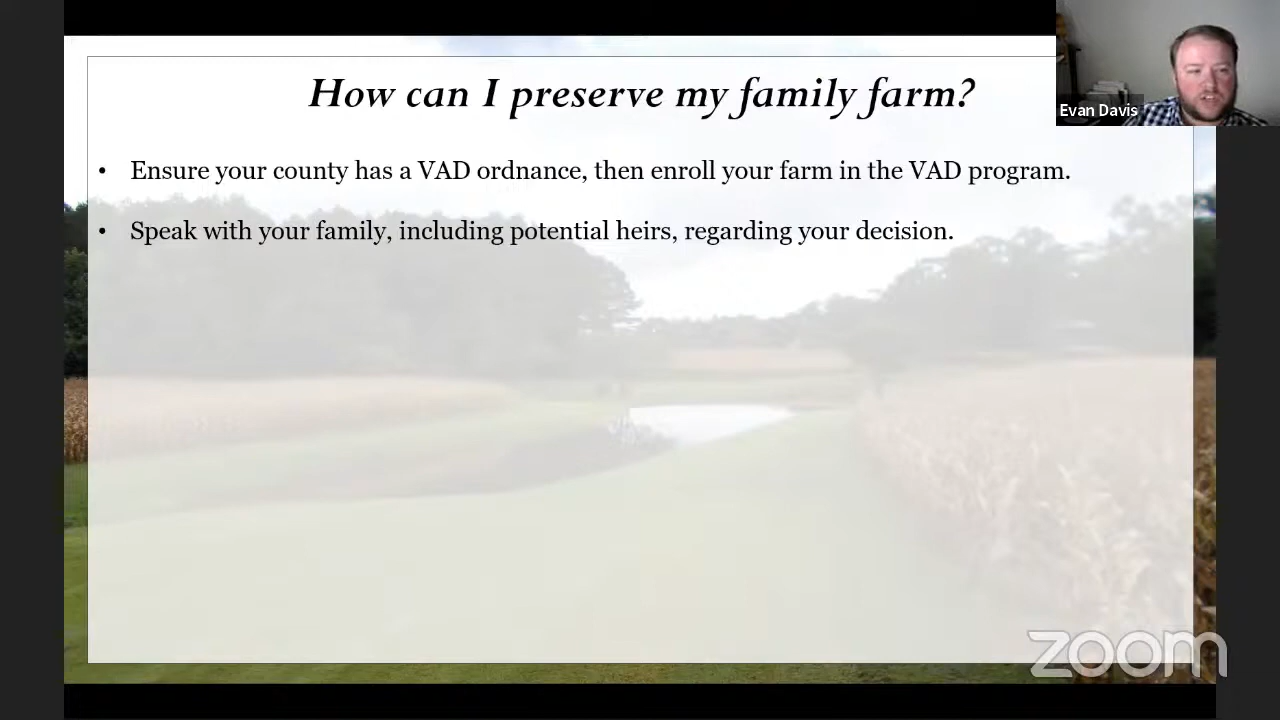 How can I preserve my family farm?
Evan Davis
• Ensure your county has a VAD ordnance, then enroll your farm in the VAD program.
• Speak with your family, including potential heirs, regarding your decision.
zoom